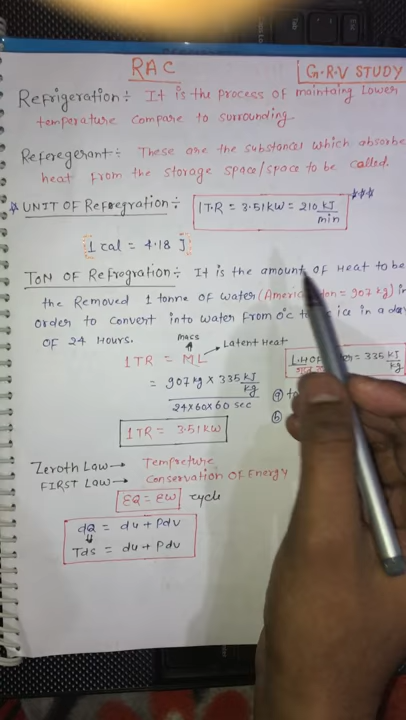 RAC
G.R.V STUDY
Refrigeration:- It is the process of maintaing Lower
temperature compare to surrounding
Referegerant:- These are the substances which absorbe
heat from the storage space/space to be called.
* UNIT OF Refregration:- 1T.R = 3.51KW = 210 KJ/min ***
1 cal = 4.18 J
TON OF Refrogration:- It is the amount OF Heat to be
the Removed 1 tonne OF water (American ton = 907 kg) in
order to Convert into water From 0°c ice in a day
OF 24 HOURS.
mass
Latent Heat
1 TR = ML
L.H OF = 335 KJ/kg
= 907 kg x 335 KJ/kg
24x60x60 sec
(a)
(b)
1 TR = 3.51 KW
Zeroth Law → Tempreture
FIRST Law → Conservation OF Energy
ΣQ = ΣW cycle
dQ = du + Pdv
Tds = du + Pdv